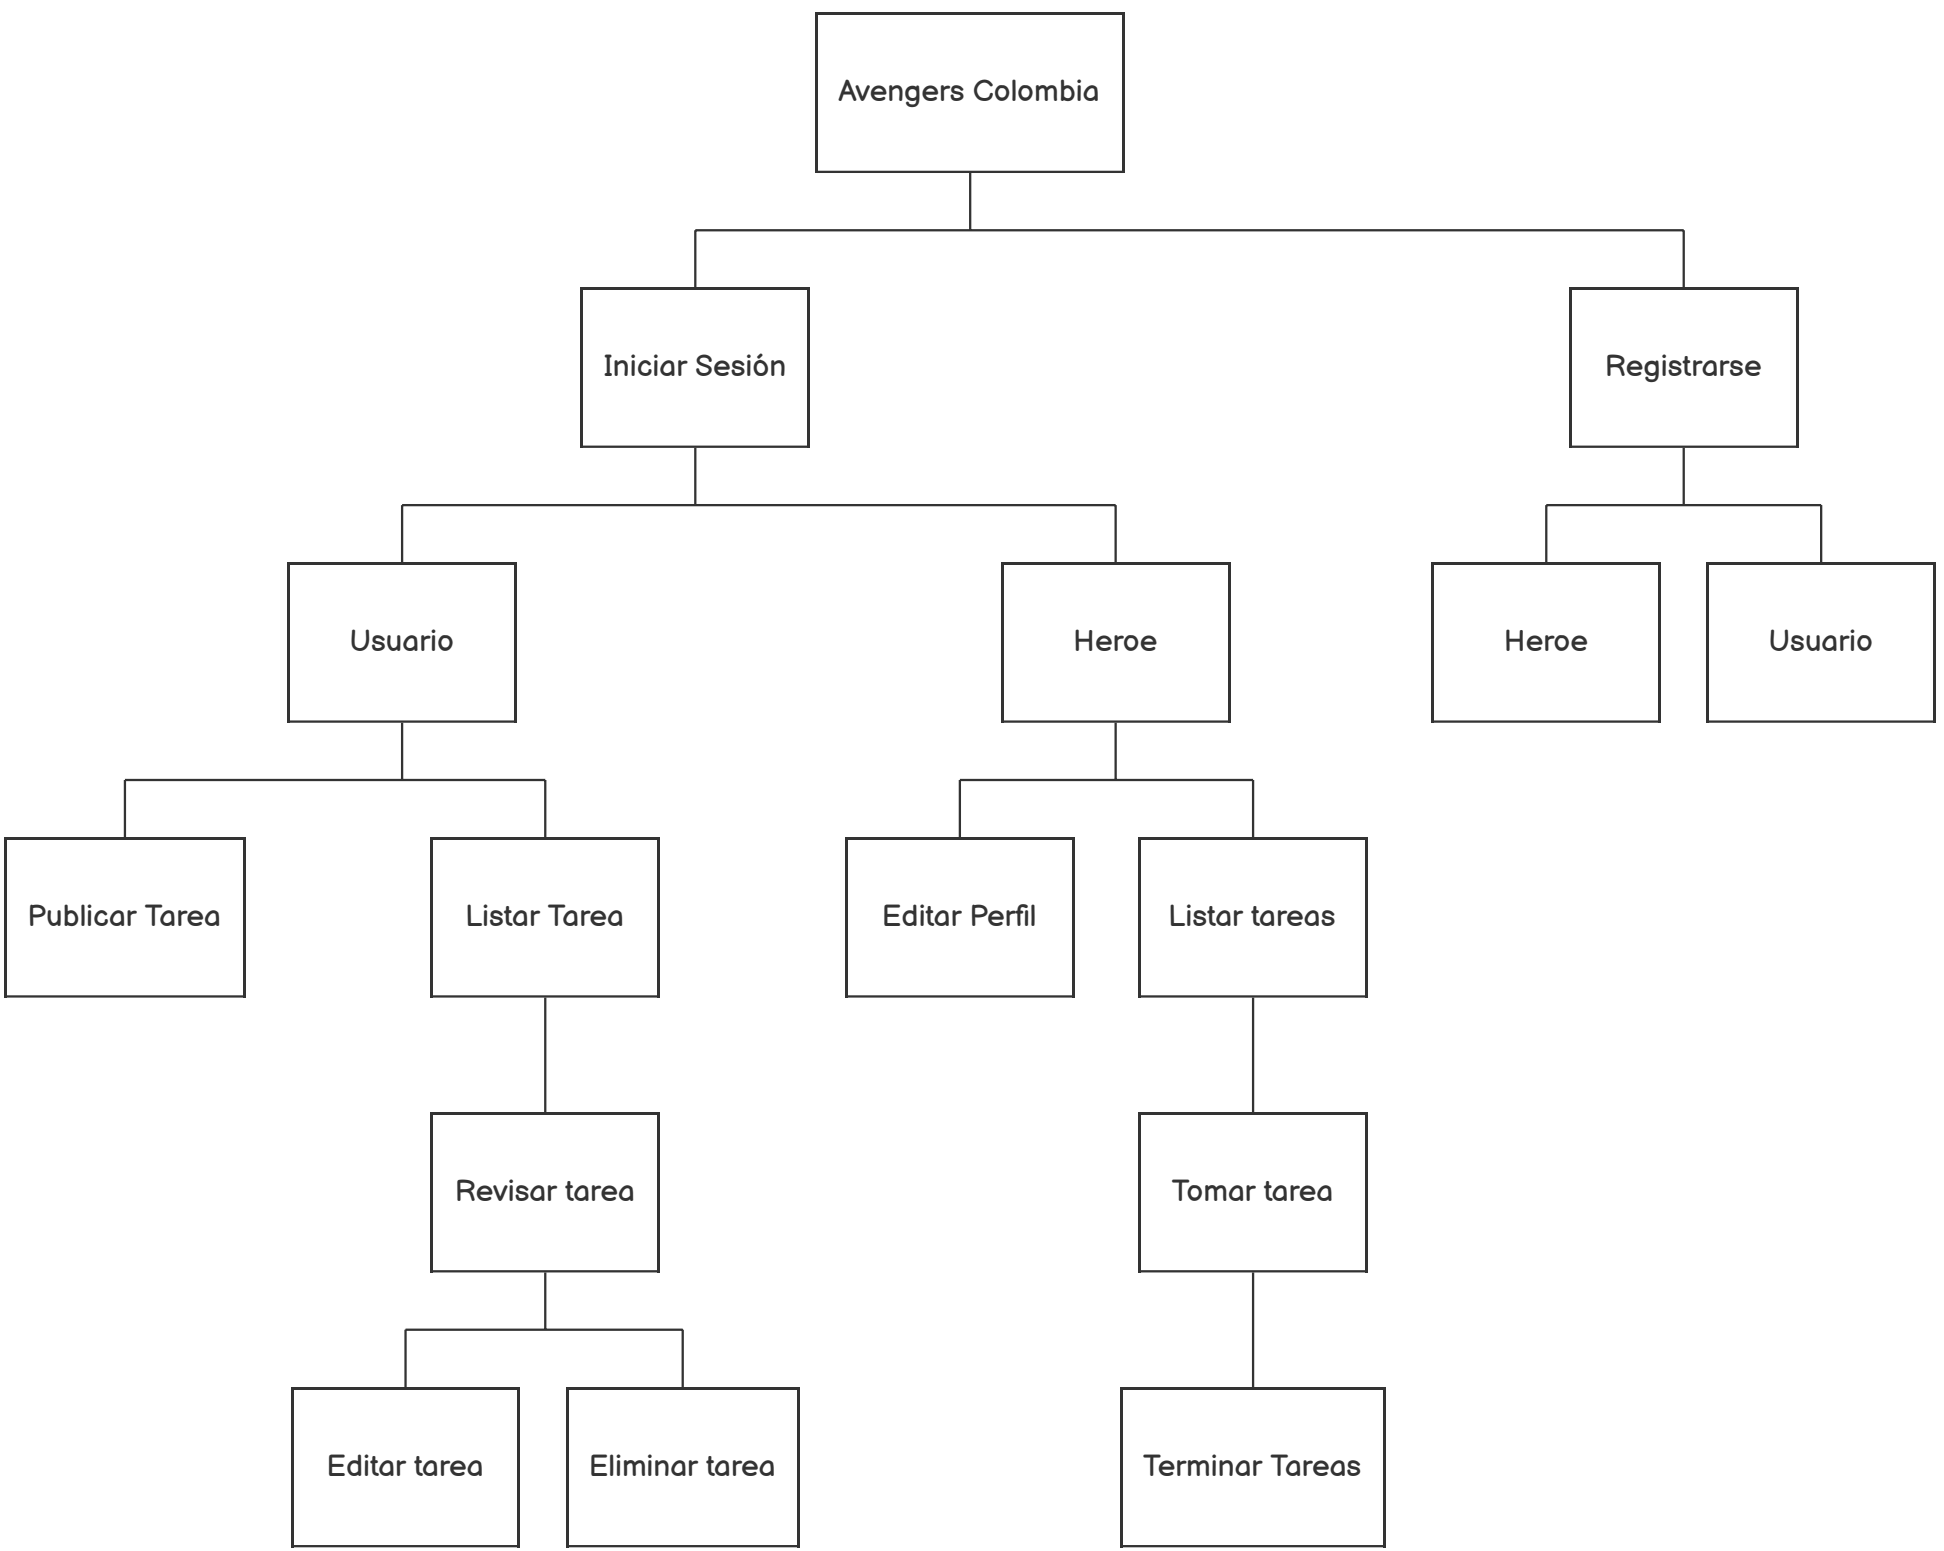 Avengers Colombia
Iniciar Sesión
Registrarse
Usuario
Heroe
Heroe
Usuario
Publicar Tarea
Listar Tarea
Editar Perfil
Listar tareas
Revisar tarea
Tomar tarea
Editar tarea
Eliminar tarea
Terminar Tareas